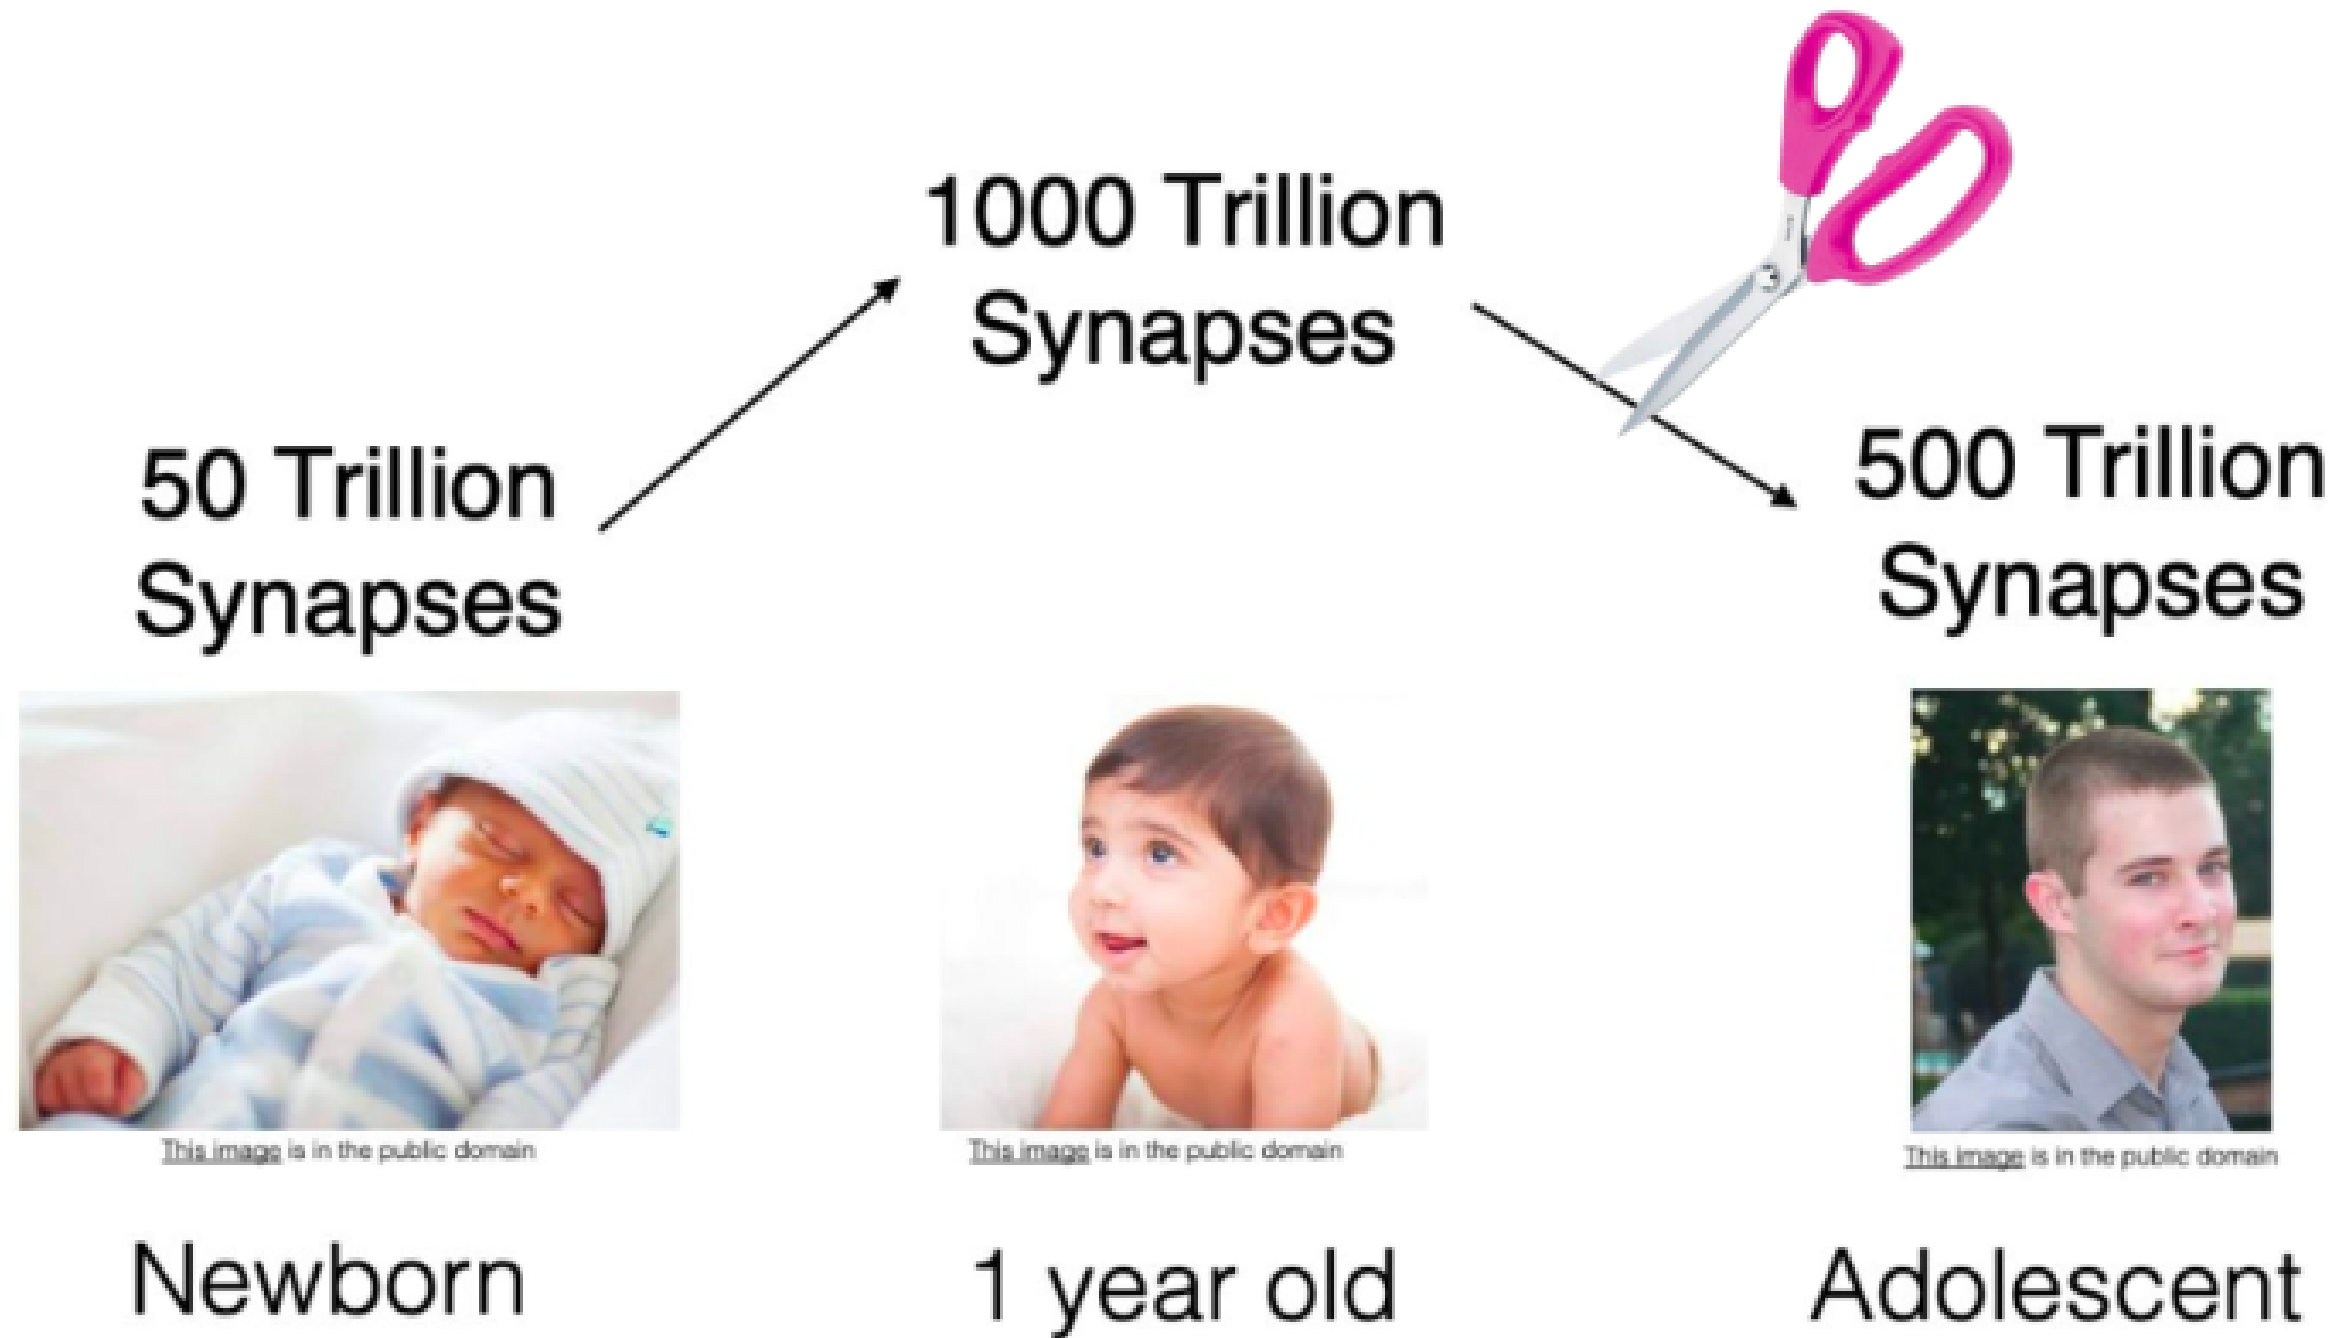 1000 Trillion
Synapses
50 Trillion
Synapses
500 Trillion
Synapses
This image is in the public domain
This image is in the public domain
This image is in the public domain
Newborn
1 year old
Adolescent